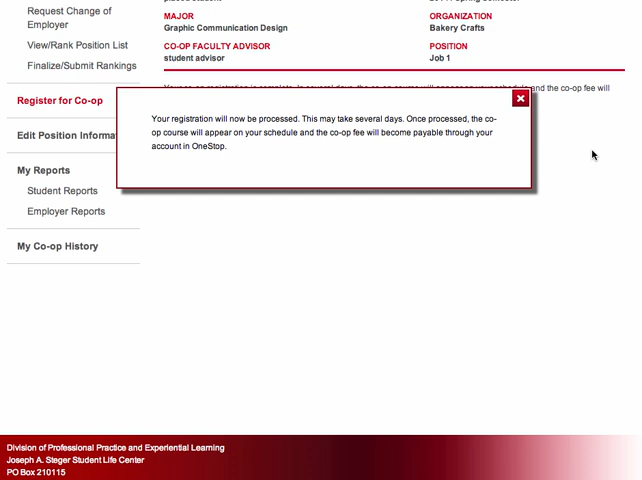 Request Change of
Employer
View/Rank Position List
Finalize/Submit Rankings
Register for Co-op
Edit Position Informa
My Reports
Student Reports
Employer Reports
My Co-op History
MAJOR
Graphic Communication Design
CO-OP FACULTY ADVISOR
student advisor
ORGANIZATION
Bakery Crafts
POSITION
Job 1
and the co-op fee will
Your registration will now be processed. This may take several days. Once processed, the co-
op course will appear on your schedule and the co-op fee will become payable through your
account in OneStop.
Division of Professional Practice and Experiential Learning
Joseph A. Steger Student Life Center
PO Box 210115